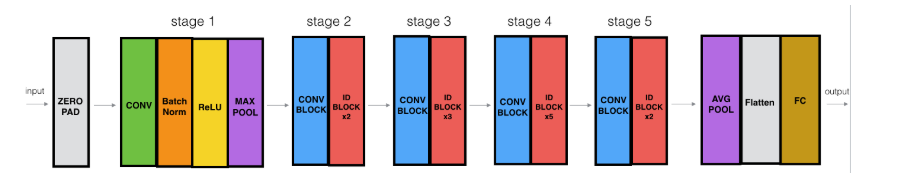 stage 1
stage 2
stage 3
stage 4
stage 5
input
ZERO
PAD
CONV
Batch
Norm
ReLU
MAX
POOL
CONV
BLOCK
ID
BLOCK
x2
CONV
BLOCK
ID
BLOCK
x3
CONV
BLOCK
ID
BLOCK
x5
CONV
BLOCK
ID
BLOCK
x2
AVG
POOL
Flatten
FC
output